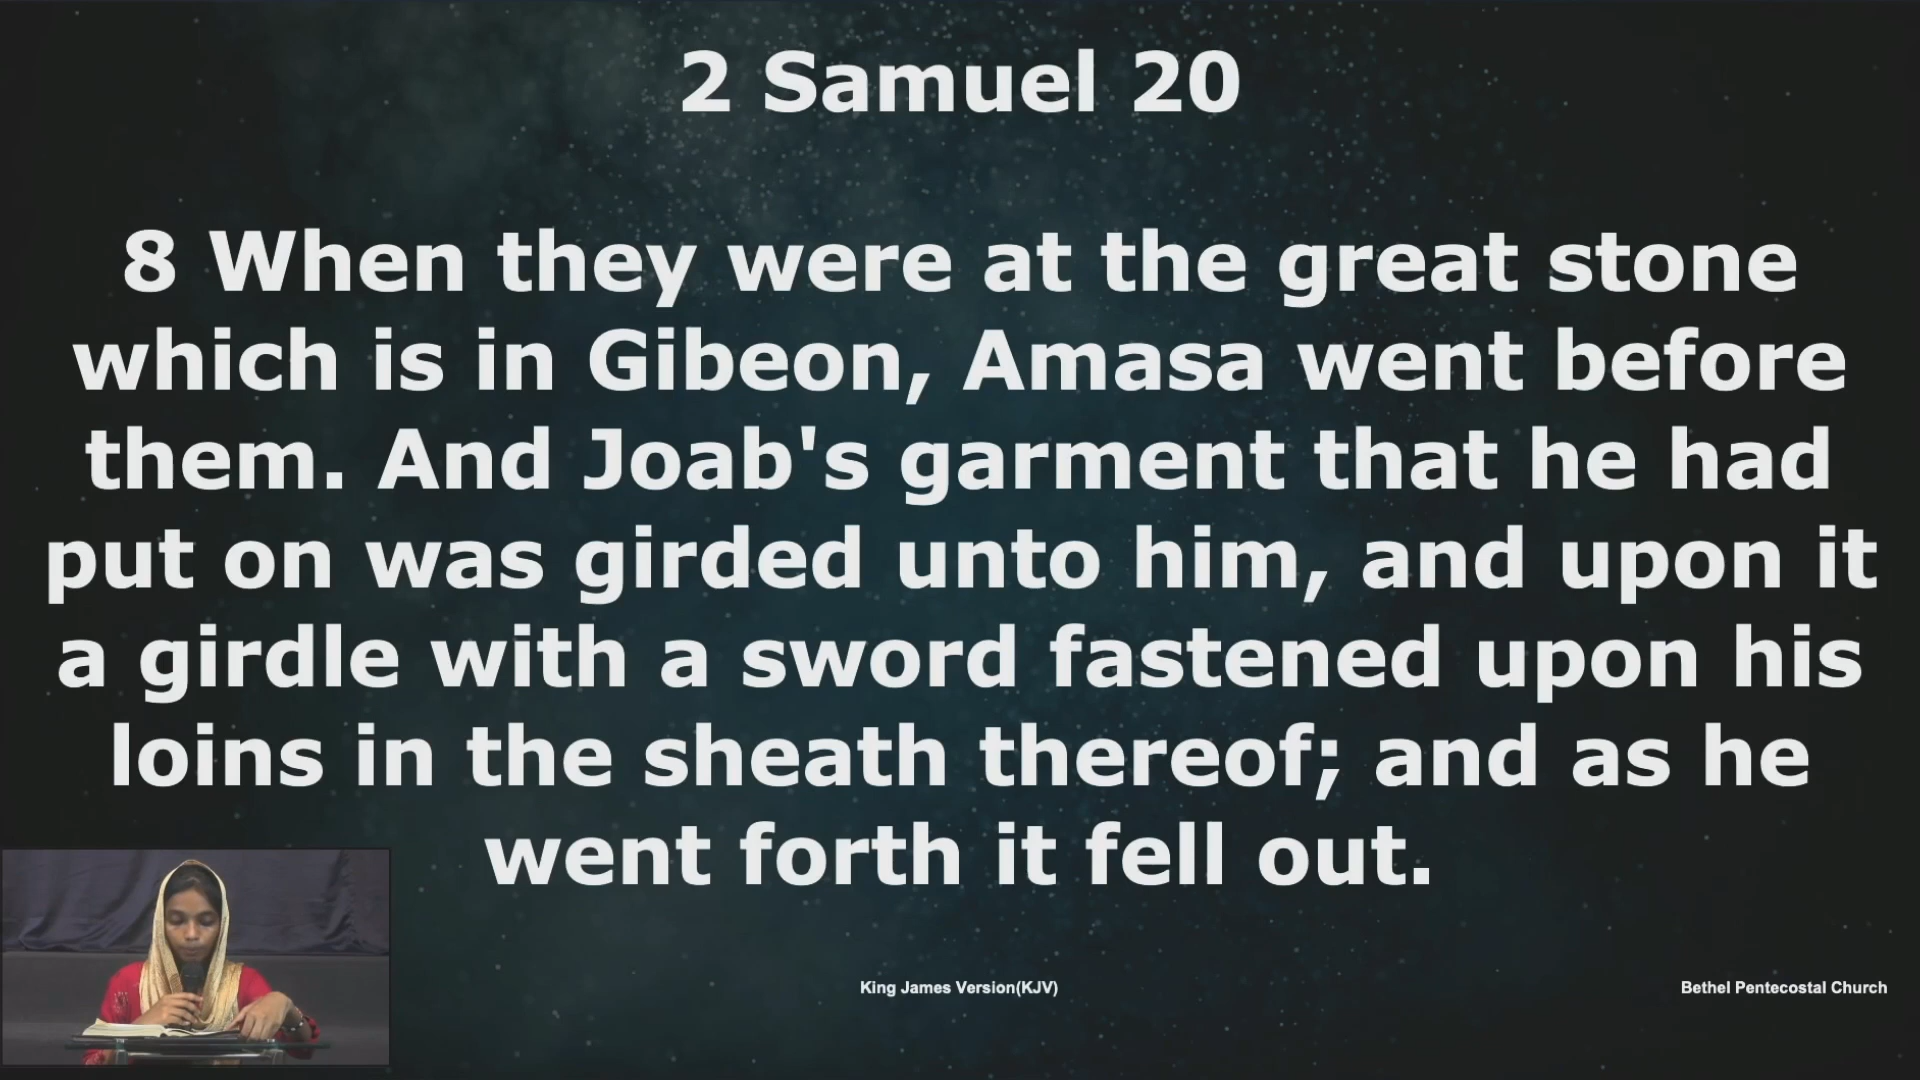 2 Samuel 20
8 When they were at the great stone
which is in Gibeon, Amasa went before
them. And Joab's garment that he had
put on was girded unto him, and upon it
a girdle with a sword fastened upon his
loins in the sheath thereof; and as he
went forth it fell out.
King James Version(KJV)
Bethel Pentecostal Church